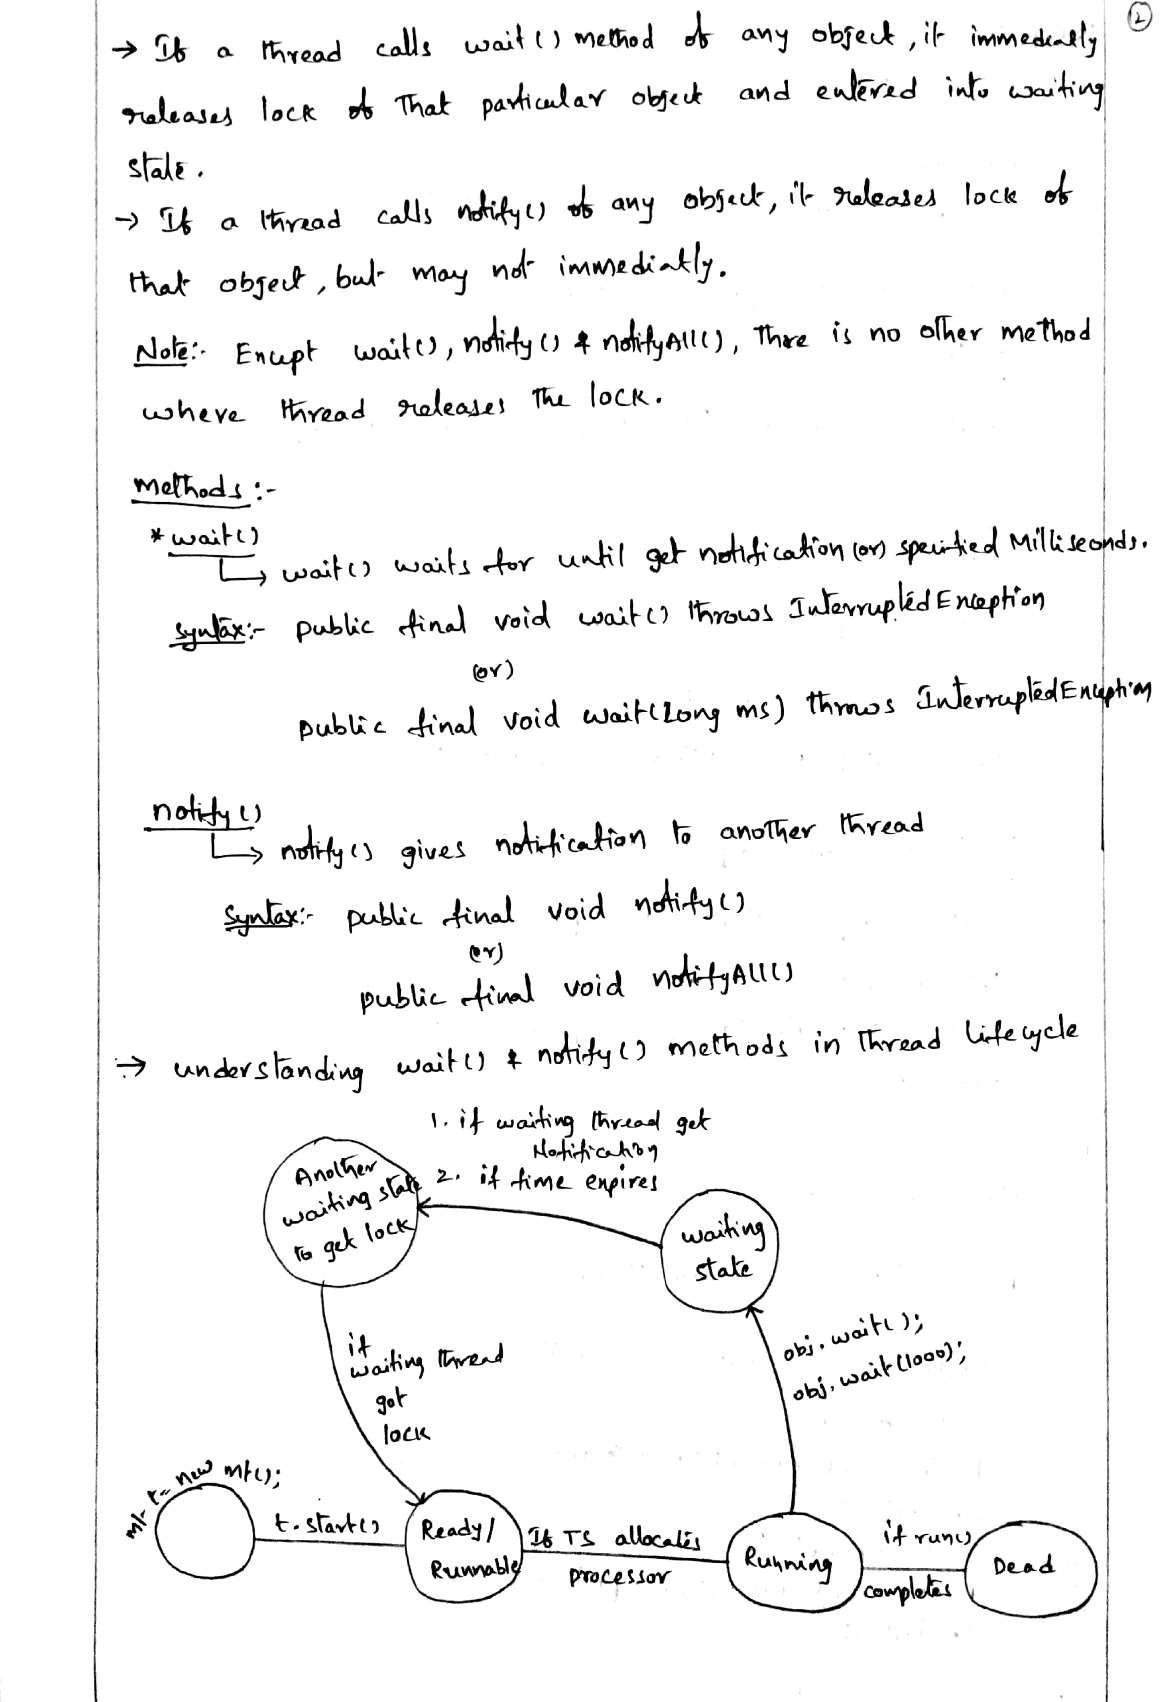 2
→ If a thread calls wait() method of any object, it immediatly
releases lock of That particular object and entered into waiting
state.
→ If a thread calls notify() of any object, it releases lock of
that object, but may not immediatly.
Note:- Except wait(), notify() & notifyAll(), There is no other method
where thread releases The lock.
Methods :-
* wait()
↳ wait() waits for until get notification (or) specified Milliseconds.
Syntax:- public final void wait() throws InterruptedException
(or)
public final void wait(long ms) throws InterruptedException
notify()
↳ notify() gives notification to another thread
Syntax:- public final void notify()
(or)
public final void notifyAll()
→ understanding wait() & notify() methods in Thread Lifecycle
1. if waiting thread get
Notification
2. if time expires
Another
waiting state
to get lock
waiting
state
obj. wait();
obj. wait(1000);
if
waiting thread
got
lock
mt t= new mt();
t.start()
Ready/
Runnable
If TS allocates
processor
Running
if run()
completes
Dead